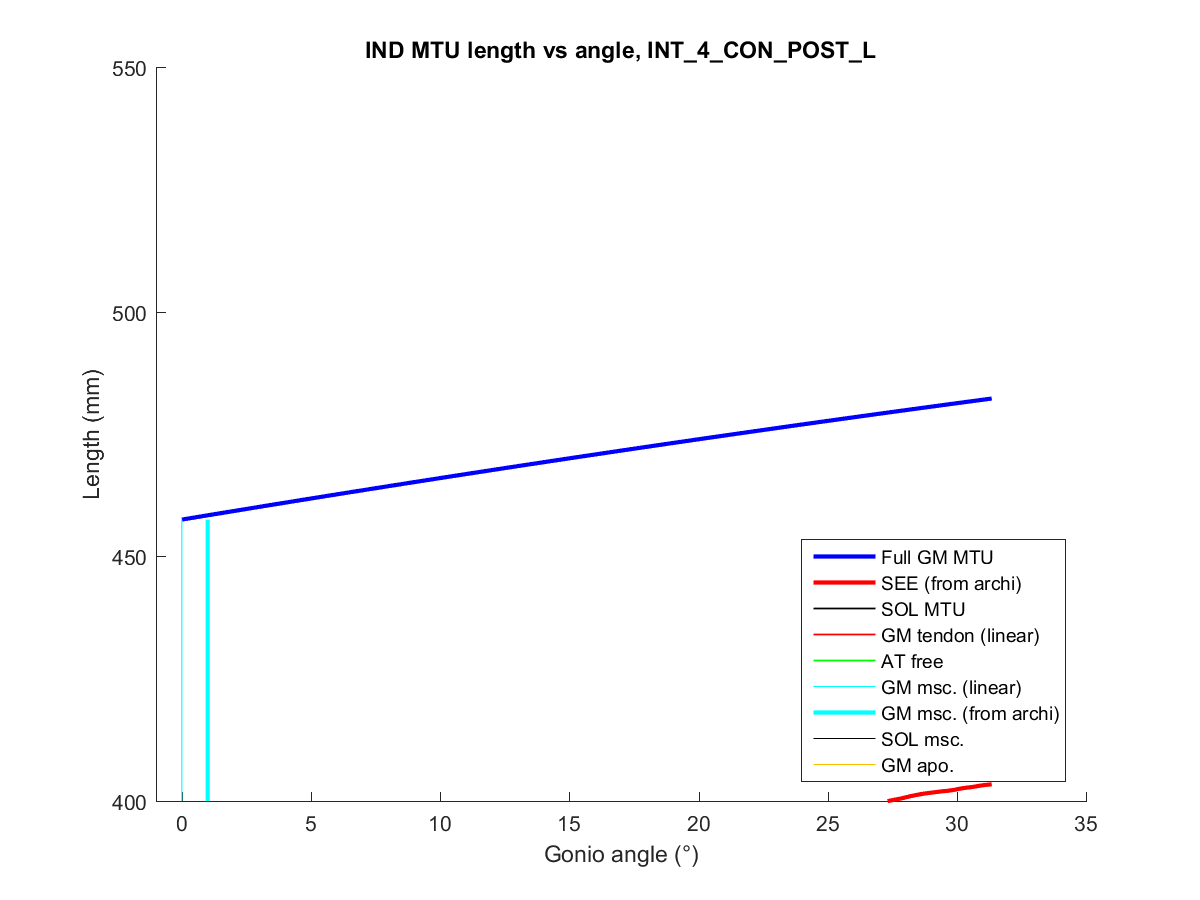 IND MTU length vs angle, INT_4_CON_POST_L
550
500
450
400
Length (mm)
0 5 10 15 20 25 30 35
Gonio angle (°)
Full GM MTU
SEE (from archi)
SOL MTU
GM tendon (linear)
AT free
GM msc. (linear)
GM msc. (from archi)
SOL msc.
GM apo.